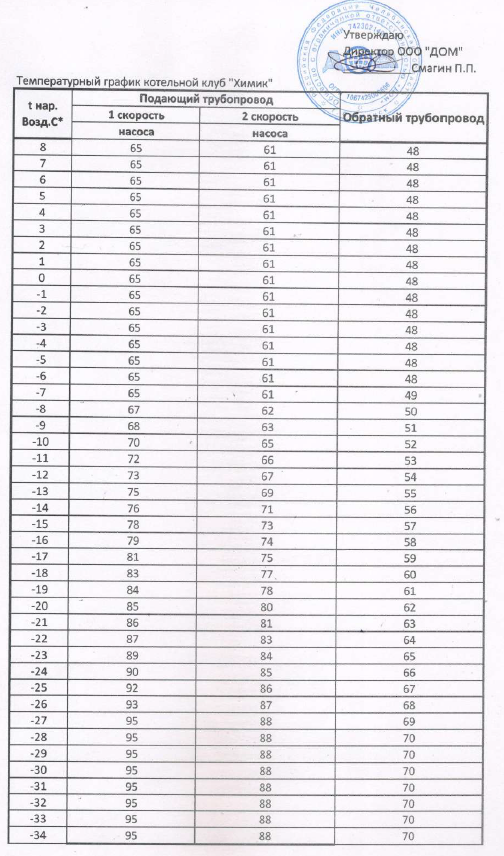 Утверждаю
Директор ООО "ДОМ"
Смагин П.П.
Температурный график котельной клуб "Химик"
t нар. Возд.С* Подающий трубопровод Обратный трубопровод
1 скорость насоса 2 скорость насоса
8 65 61 48
7 65 61 48
6 65 61 48
5 65 61 48
4 65 61 48
3 65 61 48
2 65 61 48
1 65 61 48
0 65 61 48
-1 65 61 48
-2 65 61 48
-3 65 61 48
-4 65 61 48
-5 65 61 48
-6 65 61 48
-7 65 61 49
-8 67 62 50
-9 68 63 51
-10 70 65 52
-11 72 66 53
-12 73 67 54
-13 75 69 55
-14 76 71 56
-15 78 73 57
-16 79 74 58
-17 81 75 59
-18 83 77 60
-19 84 78 61
-20 85 80 62
-21 86 81 63
-22 87 83 64
-23 89 84 65
-24 90 85 66
-25 92 86 67
-26 93 87 68
-27 95 88 69
-28 95 88 70
-29 95 88 70
-30 95 88 70
-31 95 88 70
-32 95 88 70
-33 95 88 70
-34 95 88 70